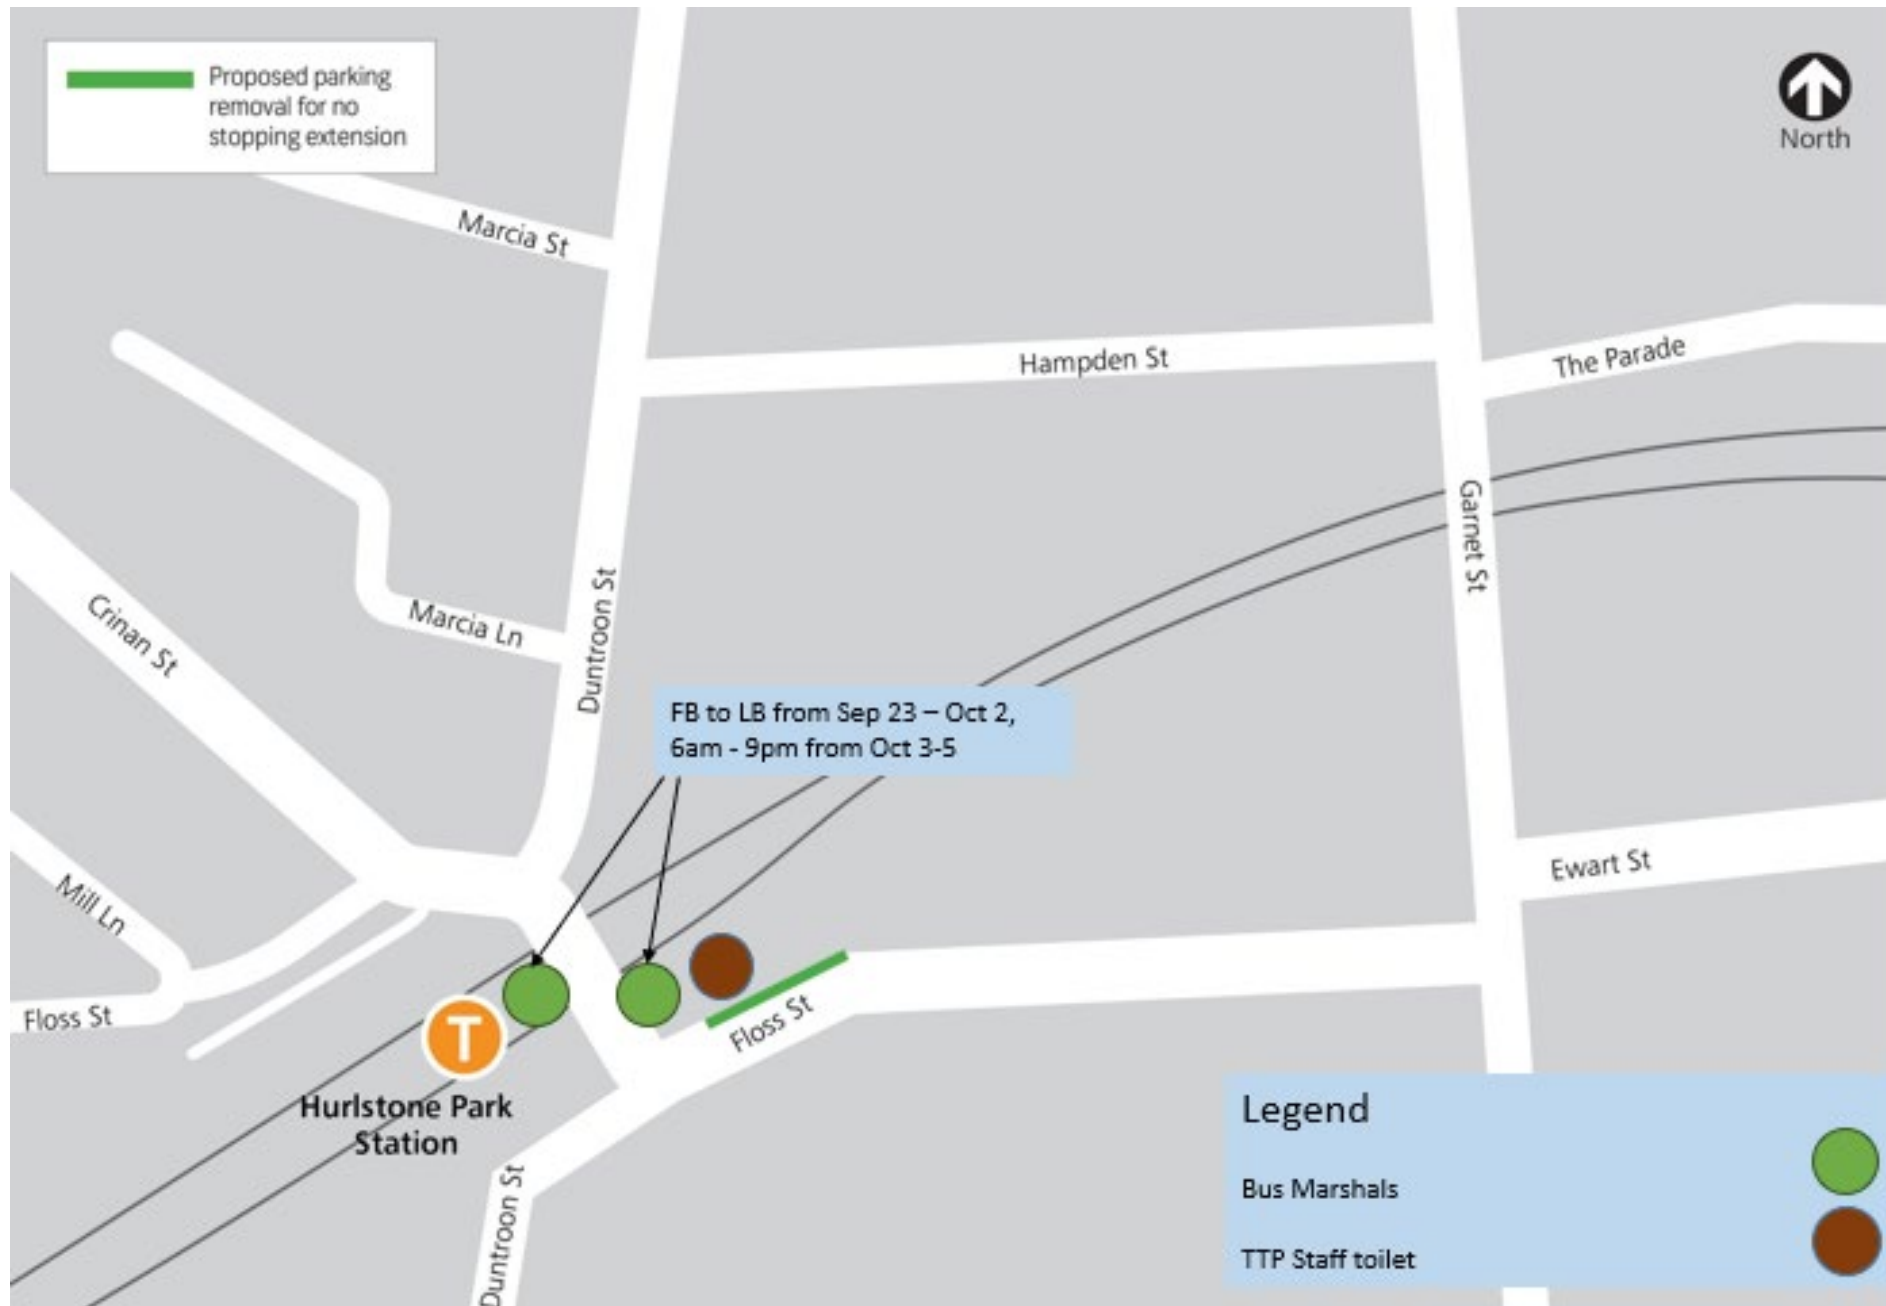 Proposed parking
removal for no
stopping extension
North
Marcia St
Hampden St
The Parade
Garnet St
Crinan St
Marcia Ln
Duntroon St
FB to LB from Sep 23 – Oct 2,
6am - 9pm from Oct 3-5
Mill Ln
Ewart St
Floss St
T
Floss St
Hurlstone Park
Station
Duntroon St
Legend
Bus Marshals
TTP Staff toilet